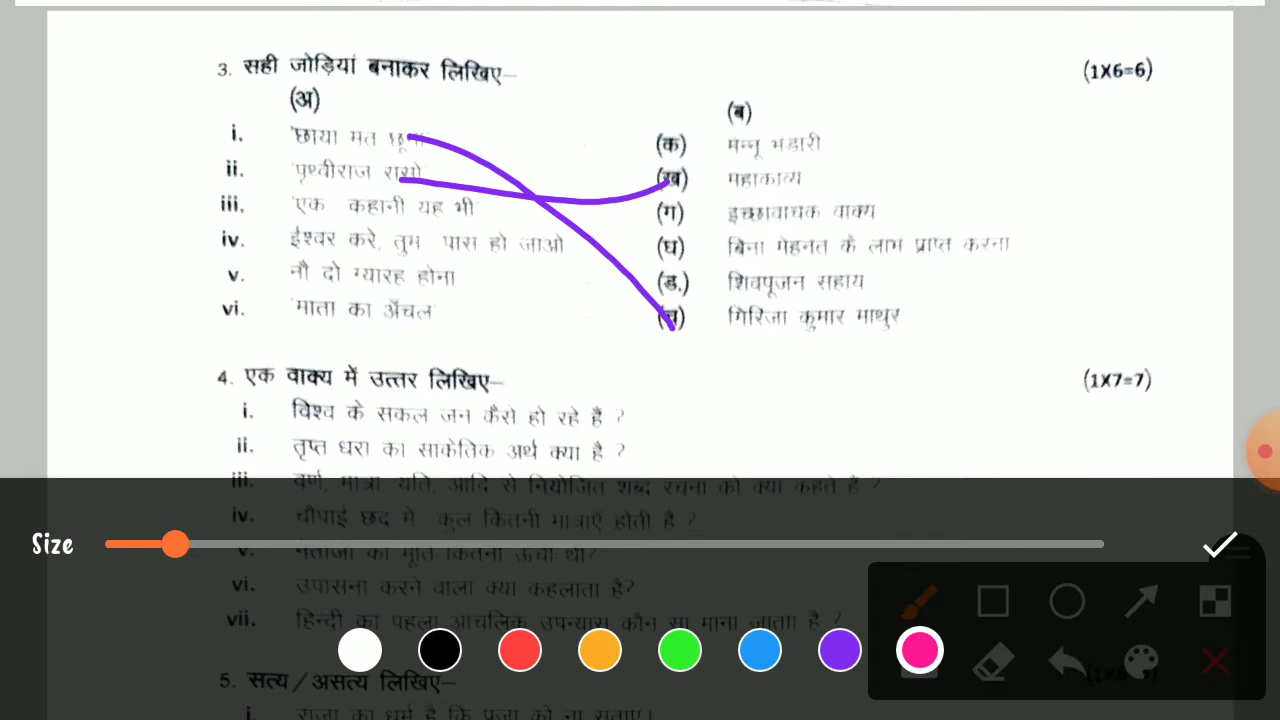 3. सही जोड़ियां बनाकर लिखिए– (1X6=6)
(अ) (ब)
i. 'छाया मत छूना' (क) मन्नू भंडारी
ii. 'पृथ्वीराज रासो' (ख) महाकाव्य
iii. 'एक कहानी यह भी' (ग) इच्छावाचक वाक्य
iv. ईश्वर करे, तुम पास हो जाओ (घ) बिना मेहनत के लाभ प्राप्त करना
v. नौ दो ग्यारह होना (ड.) शिवपूजन सहाय
vi. 'माता का अँचल' (च) गिरिजा कुमार माथुर
4. एक वाक्य में उत्तर लिखिए– (1X7=7)
i. विश्व के सकल जन कैसे हो रहे हैं ?
ii. तृप्त धरा का सांकेतिक अर्थ क्या है ?
iii. वर्ण, मात्रा, यति, आदि से नियोजित शब्द रचना को क्या कहते है ?
iv. चौपाई छंद में कुल कितनी मात्राएँ होती है ?
v. नेताजी की मूर्ति कितनी ऊँची थी?
vi. उपासना करने वाला क्या कहलाता है?
vii. हिन्दी का पहला आंचलिक उपन्यास कौन सा माना जाता है ?
5. सत्य/असत्य लिखिए–
i. राजा का धर्म है कि प्रजा को ना सताए।
Size